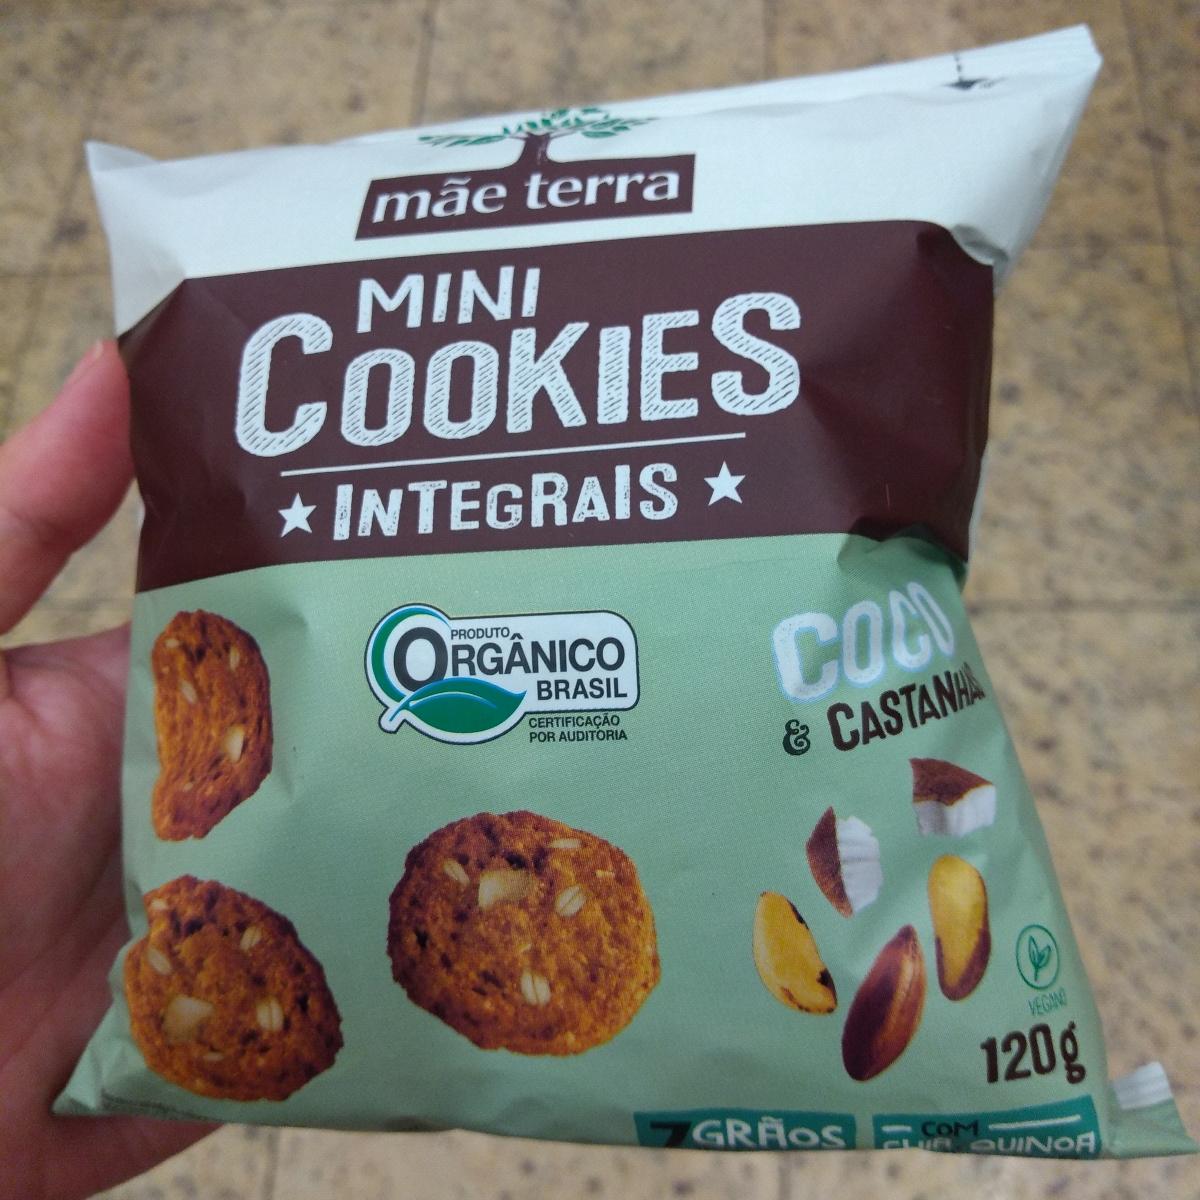 mãe terra
MINI
COOKIES
INTEGRAIS
PRODUTO
ORGÂNICO
BRASIL
CERTIFICAÇÃO
POR AUDITORIA
COCO
& CASTANHAS
VEGANO
120g
7 GRÃOS
COM
QUINOA